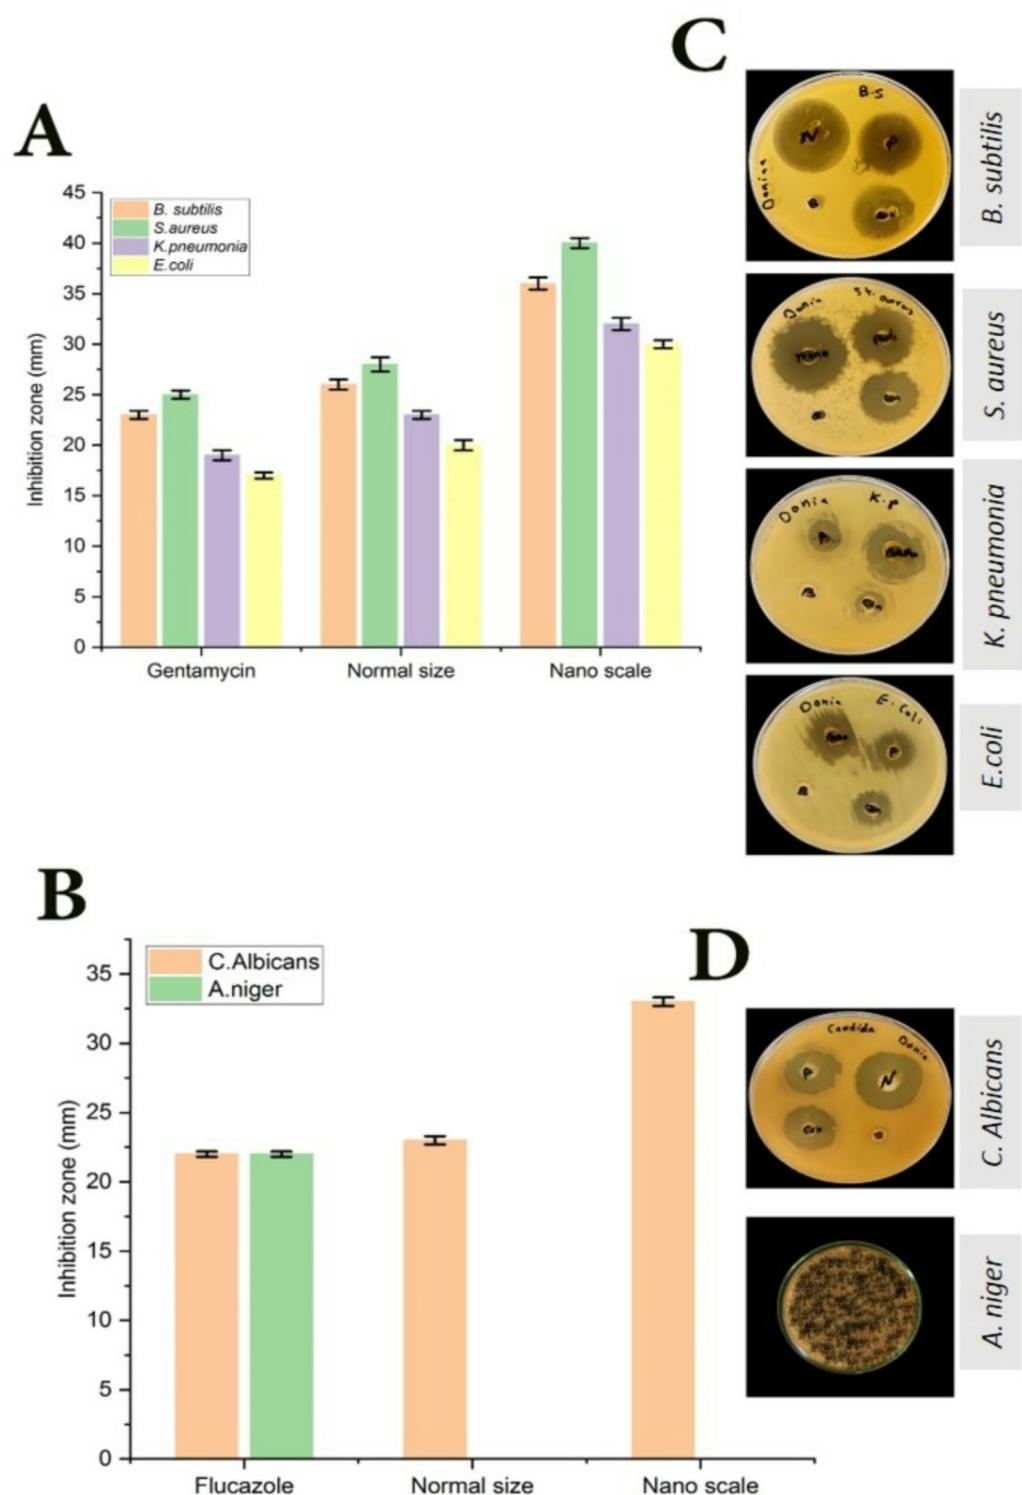 A
45
40
35
30
25
20
15
10
5
0
Inhibition zone (mm)
B. subtilis
S.aureus
K.pneumonia
E.coli
Gentamycin
Normal size
Nano scale
C
B.S
N
P
Donia
B
B. subtilis
Donia
St. aureus
S. aureus
Donia
K.P
P
B
K. pneumonia
Donia
E. Coli
P
B
E.coli
B
35
30
25
20
15
10
5
0
Inhibition zone (mm)
C.Albicans
A.niger
Flucazole
Normal size
Nano scale
D
Candida
Donia
P
N
B
C. Albicans
A. niger